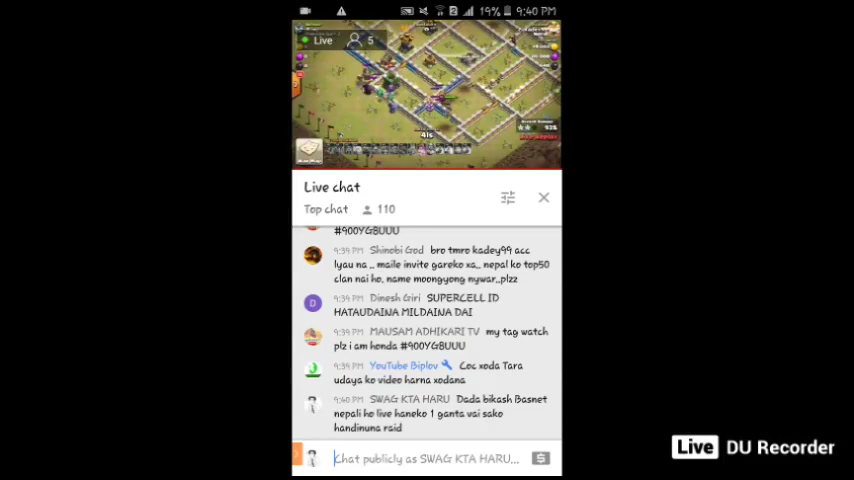 19% 9:40 PM
Live 5
41s
93%
Live chat
Top chat 110
#900YG8UUU
9:39 PM Shinobi God bro tmro kadey99 acc
lyau na .. maile invite gareko xa.. nepal ko top50
clan nai ho, name moongyong nywar..plzz
9:39 PM Dinesh Giri SUPERCELL ID
HATAUDAINA MILDAINA DAI
9:39 PM MAUSAM ADHIKARI TV my tag watch
plz i am honda #900YG8UUU
9:39 PM YouTube Biplov Coc xoda Tara
udaya ko video harna xodana
9:40 PM SWAG KTA HARU Dada bikash Basnet
nepali ho live haneko 1 ganta vai sako
handinuna raid
Chat publicly as SWAG KTA HARU...
Live DU Recorder